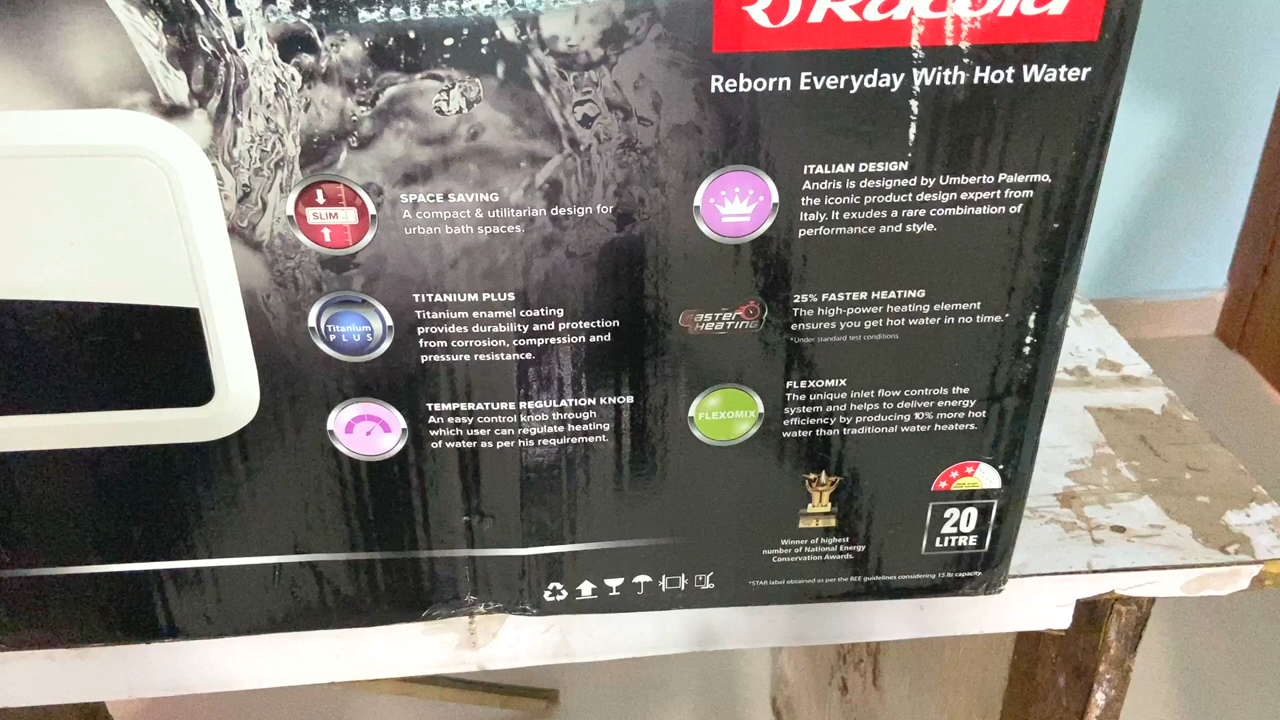 Racold
Reborn Everyday With Hot Water
SLIM
SPACE SAVING
A compact & utilitarian design for
urban bath spaces.
Titanium
PLUS
TITANIUM PLUS
Titanium enamel coating
provides durability and protection
from corrosion, compression and
pressure resistance.
TEMPERATURE REGULATION KNOB
An easy control knob through
which user can regulate heating
of water as per his requirement.
ITALIAN DESIGN
Andris is designed by Umberto Palermo,
the iconic product design expert from
Italy. It exudes a rare combination of
performance and style.
Faster
HEATING
25% FASTER HEATING
The high-power heating element
ensures you get hot water in no time.*
*Under standard test conditions
FLEXOMIX
FLEXOMIX
The unique inlet flow controls the
system and helps to deliver energy
efficiency by producing 10% more hot
water than traditional water heaters.
Winner of highest
number of National Energy
Conservation Awards.
20
LITRE
*STAR label obtained as per the BEE guidelines considering 15 ltr capacity